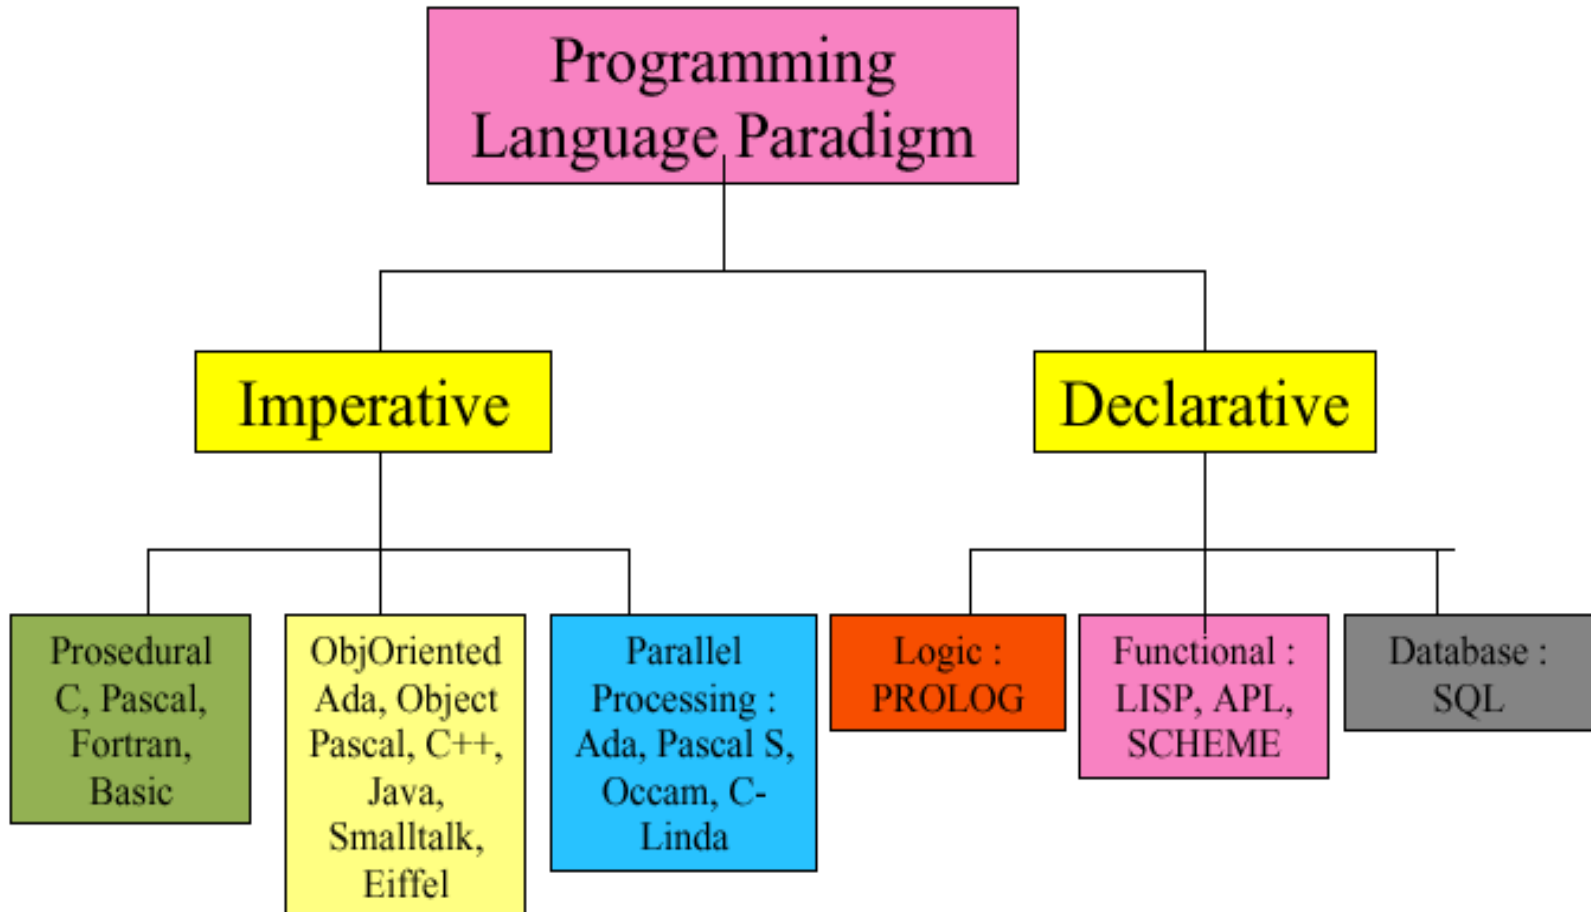 Programming
Language Paradigm
Imperative
Declarative
Prosedural
C, Pascal,
Fortran,
Basic
ObjOriented
Ada, Object
Pascal, C++,
Java,
Smalltalk,
Eiffel
Parallel
Processing :
Ada, Pascal S,
Occam, C-
Linda
Logic :
PROLOG
Functional :
LISP, APL,
SCHEME
Database :
SQL